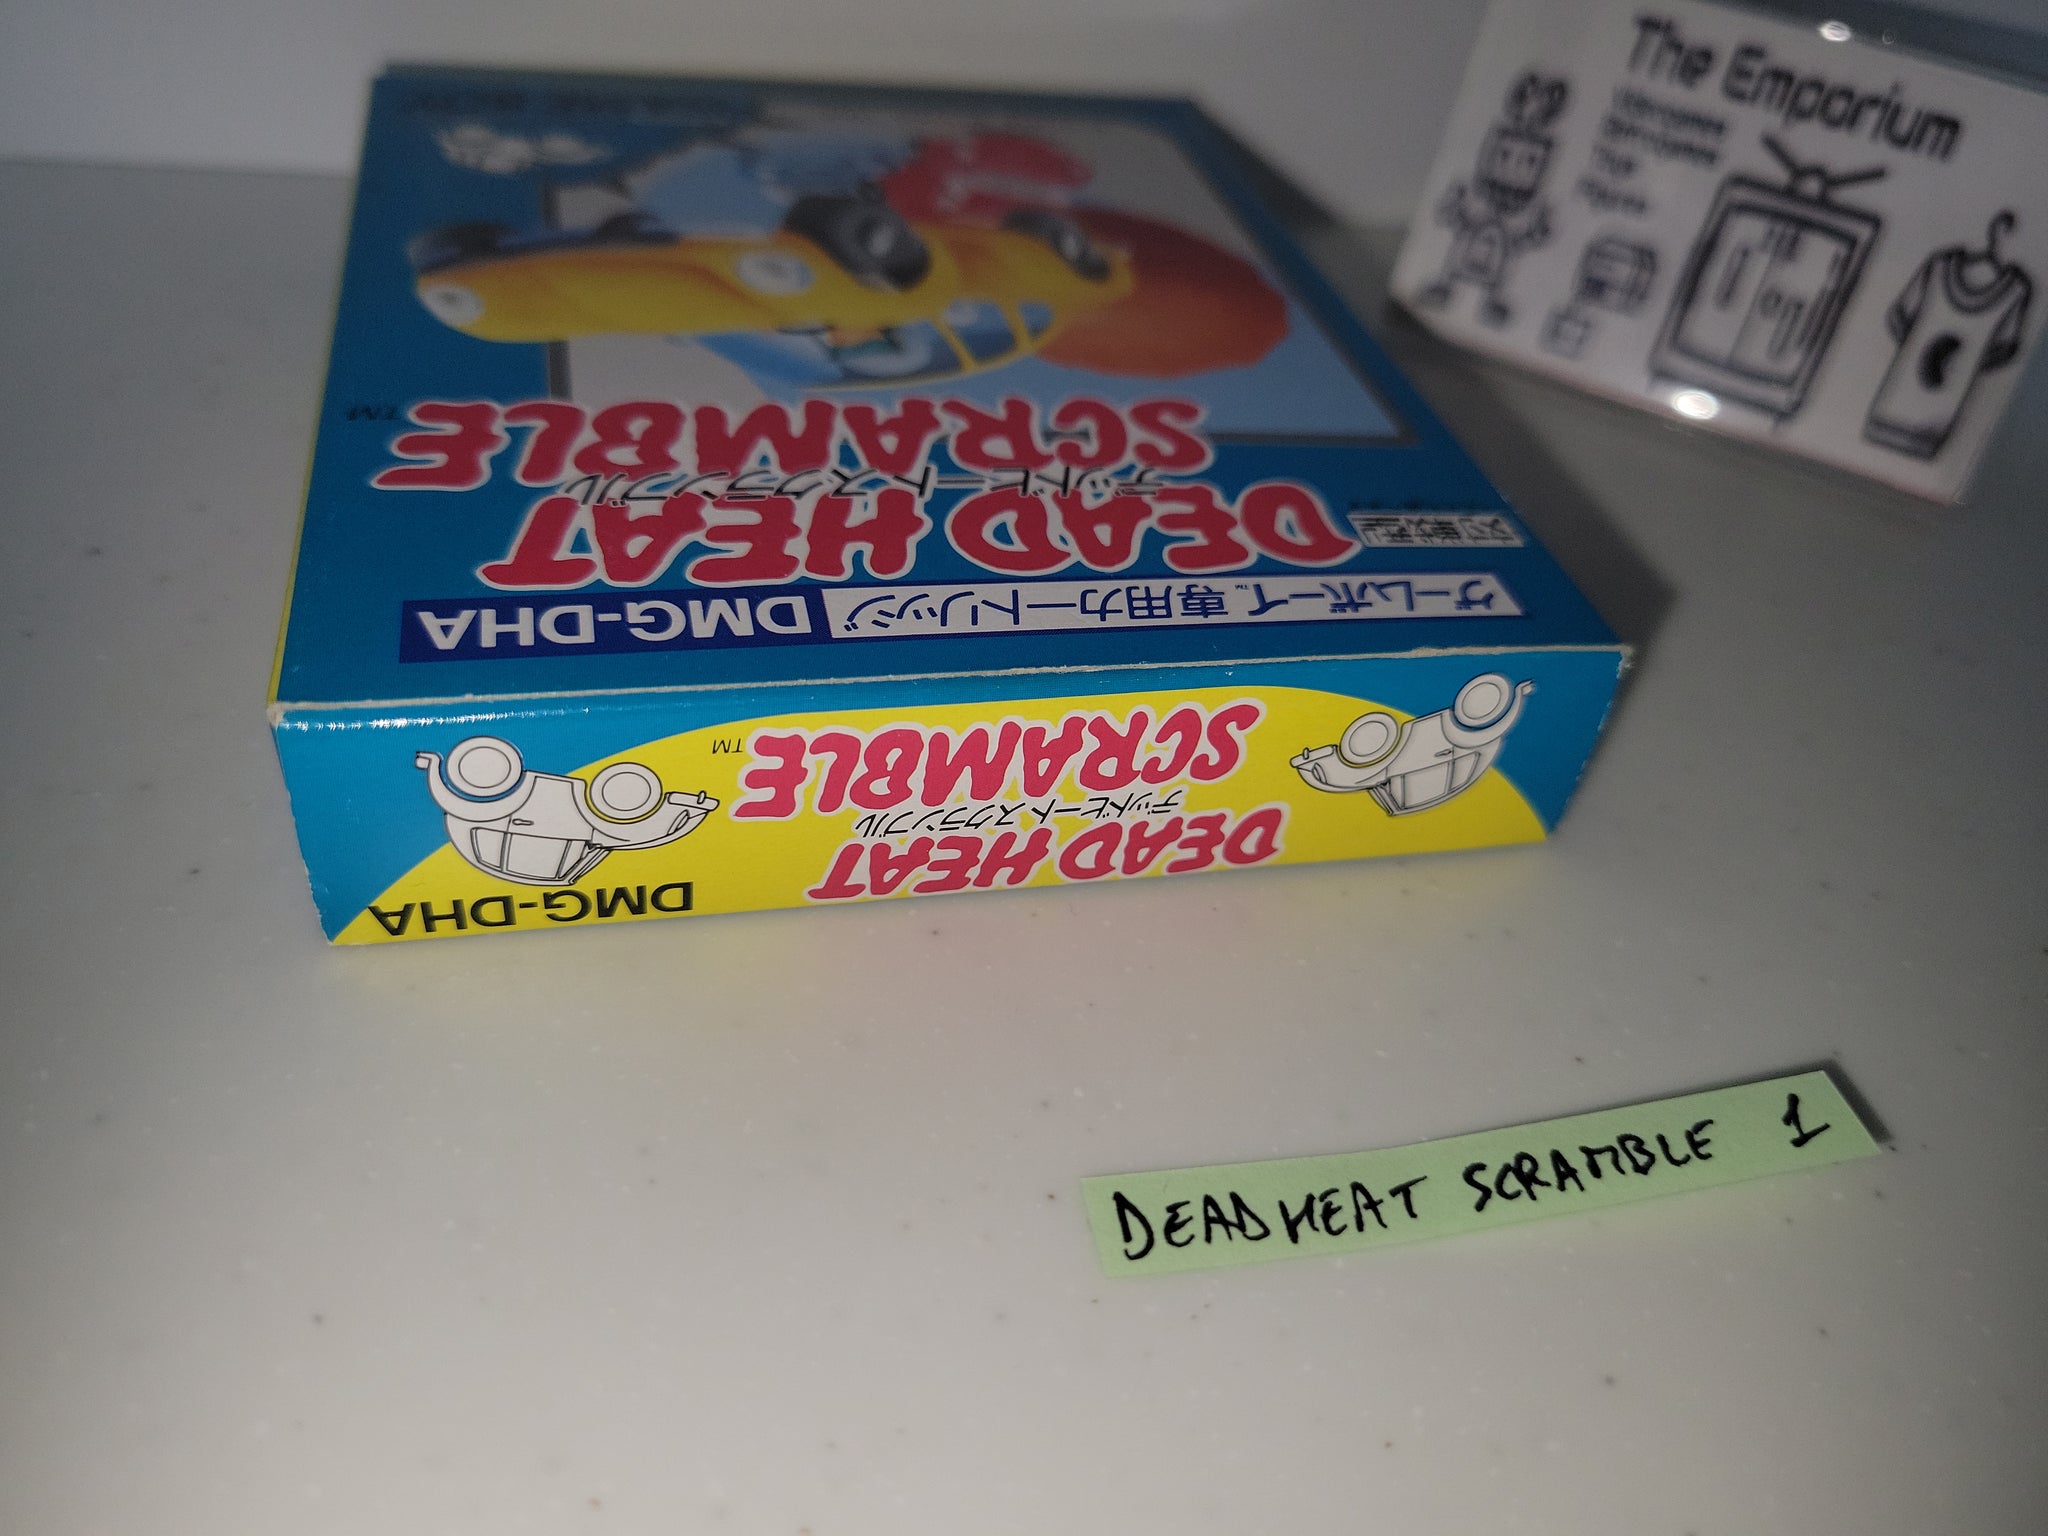 The Emporium
SCRAMBLE
TM
デッドヒート スクランブル
DEAD HEAT
ゲームボーイ™専用カートリッジ DMG-DHA
DEAD HEAT
デッドヒート スクランブル
SCRAMBLE
TM
DMG-DHA
DEADHEAT SCRAMBLE 1